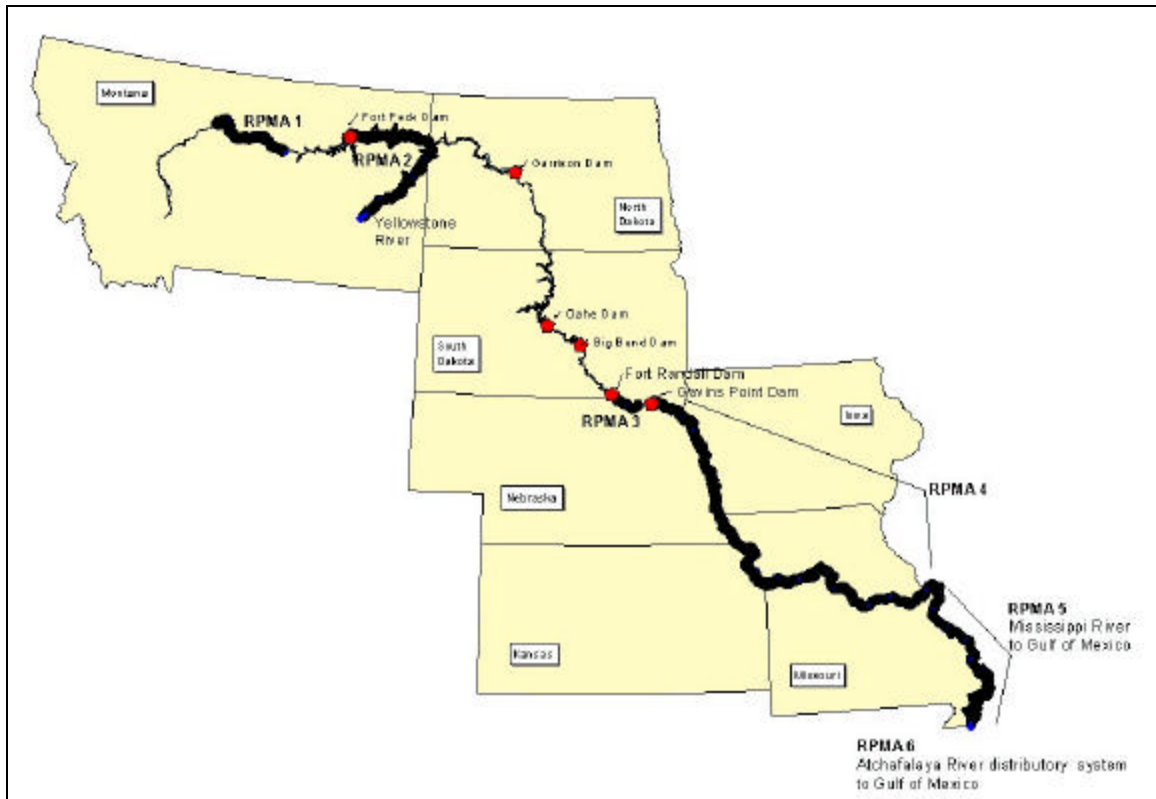 Montana
RPMA 1
Fort Peck Dam
RPMA 2
Garrison Dam
North
Dakota
Yellowstone
River
Oahe Dam
South
Dakota
Big Bend Dam
Fort Randall Dam
Gavins Point Dam
RPMA 3
Iowa
RPMA 4
Nebraska
RPMA 5
Mississippi River
to Gulf of Mexico
Kansas
Missouri
RPMA 6
Atchafalaya River distributory system
to Gulf of Mexico